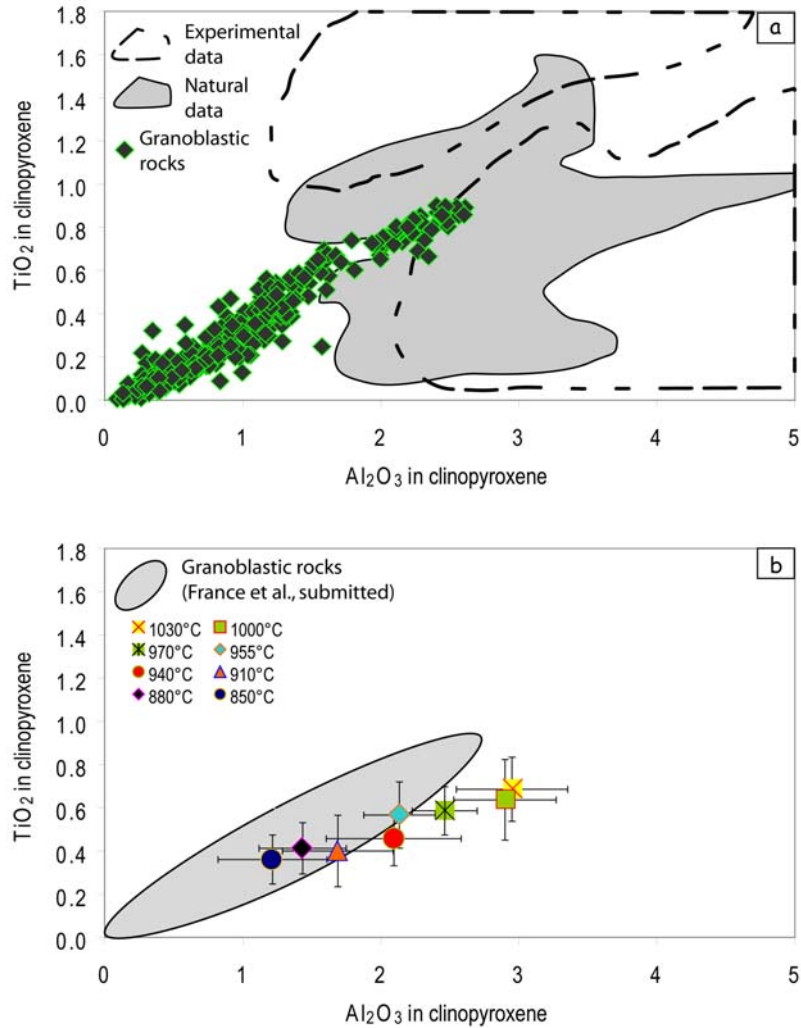 1.8
1.6
1.4
1.2
1.0
0.8
0.6
0.4
0.2
0.0
TiO2 in clinopyroxene
a
Experimental
data
Natural
data
Granoblastic
rocks
0 1 2 3 4 5
Al2O3 in clinopyroxene
1.8
1.6
1.4
1.2
1.0
0.8
0.6
0.4
0.2
0.0
TiO2 in clinopyroxene
b
Granoblastic rocks
(France et al., submitted)
1030°C 1000°C
970°C 955°C
940°C 910°C
880°C 850°C
0 1 2 3 4 5
Al2O3 in clinopyroxene